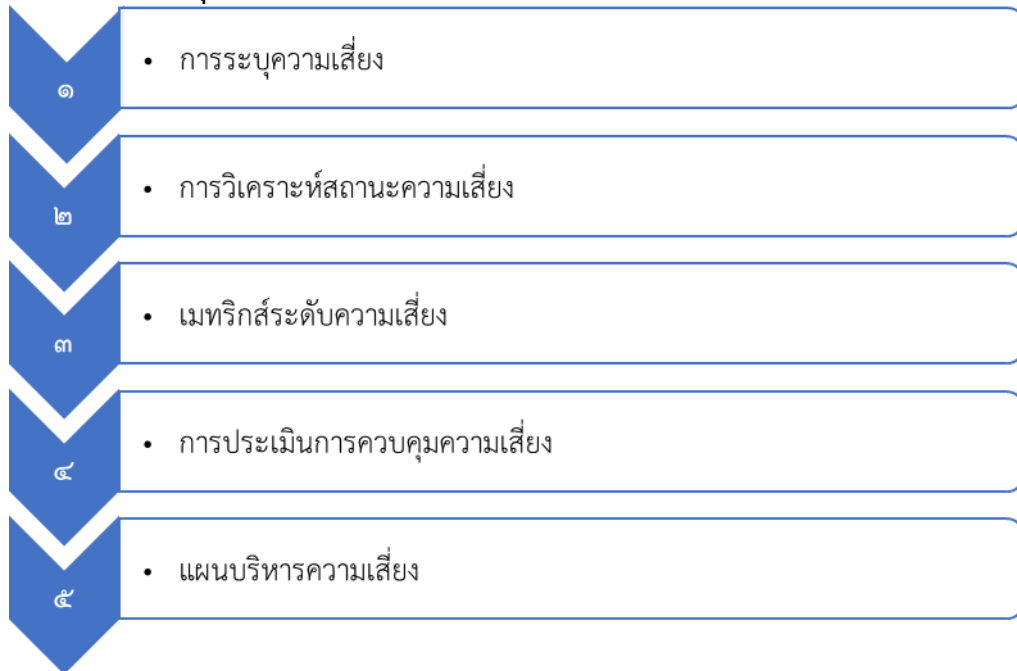 ๑
• การระบุความเสี่ยง
๒
• การวิเคราะห์สถานะความเสี่ยง
๓
• เมทริกส์ระดับความเสี่ยง
๔
• การประเมินการควบคุมความเสี่ยง
๕
• แผนบริหารความเสี่ยง